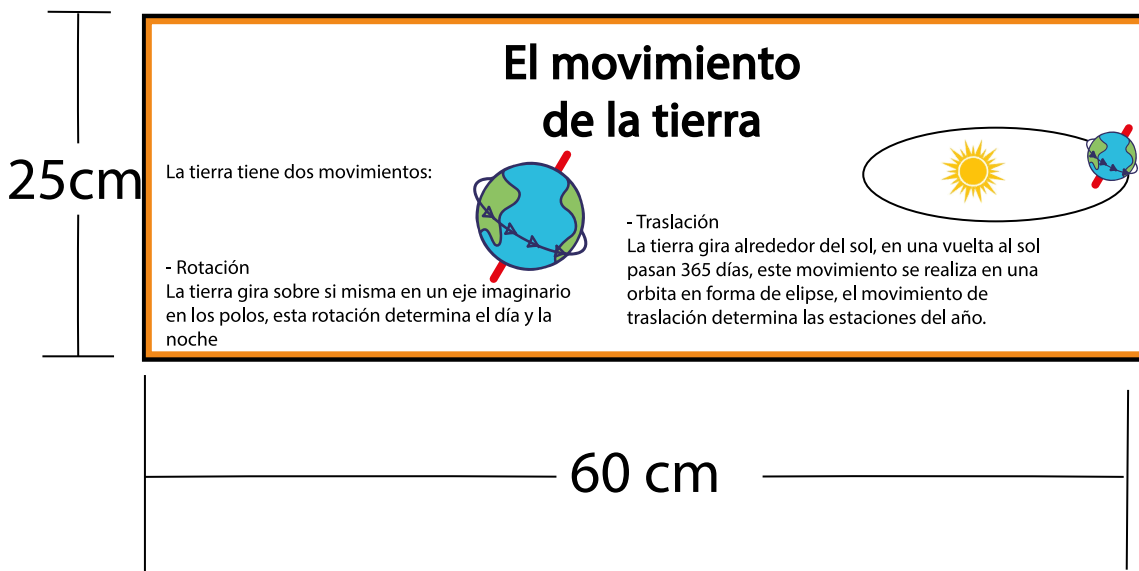 El movimiento
de la tierra
25cm
La tierra tiene dos movimientos:
- Rotación
La tierra gira sobre si misma en un eje imaginario
en los polos, esta rotación determina el día y la
noche
- Traslación
La tierra gira alrededor del sol, en una vuelta al sol
pasan 365 días, este movimiento se realiza en una
orbita en forma de elipse, el movimiento de
traslación determina las estaciones del año.
60 cm